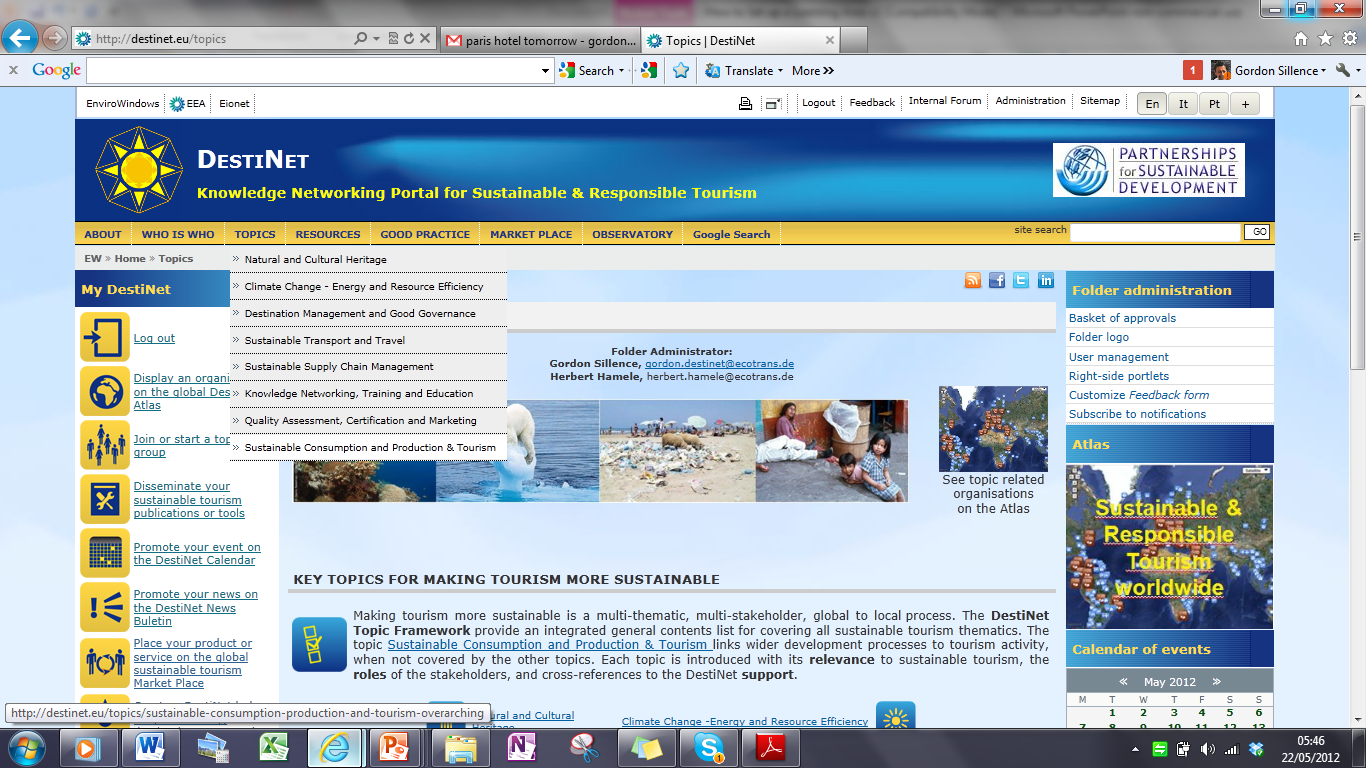 http://destinet.eu/topics
paris hotel tomorrow - gordon...
Topics | DestiNet
x Google
Search
Translate
More »
1
Gordon Sillence
EnviroWindows
EEA
Eionet
Logout
Feedback
Internal Forum
Administration
Sitemap
En
It
Pt
+
DESTINET
Knowledge Networking Portal for Sustainable & Responsible Tourism
PARTNERSHIPS
for SUSTAINABLE
DEVELOPMENT
ABOUT
WHO IS WHO
TOPICS
RESOURCES
GOOD PRACTICE
MARKET PLACE
OBSERVATORY
Google Search
site search
GO
EW » Home » Topics
» Natural and Cultural Heritage
» Climate Change - Energy and Resource Efficiency
» Destination Management and Good Governance
» Sustainable Transport and Travel
» Sustainable Supply Chain Management
» Knowledge Networking, Training and Education
» Quality Assessment, Certification and Marketing
» Sustainable Consumption and Production & Tourism
My DestiNet
Log out
Display an organi
on the global Des
Atlas
Join or start a top
group
Disseminate your
sustainable tourism
publications or tools
Promote your event on
the DestiNet Calendar
Promote your news on
the DestiNet News
Buletin
Place your product or
service on the global
sustainable tourism
Market Place
Folder Administrator:
Gordon Sillence, gordon.destinet@ecotrans.de
Herbert Hamele, herbert.hamele@ecotrans.de
See topic related
organisations
on the Atlas
KEY TOPICS FOR MAKING TOURISM MORE SUSTAINABLE
Making tourism more sustainable is a multi-thematic, multi-stakeholder, global to local process. The DestiNet
Topic Framework provide an integrated general contents list for covering all sustainable tourism thematics. The
topic Sustainable Consumption and Production & Tourism links wider development processes to tourism activity,
when not covered by the other topics. Each topic is introduced with its relevance to sustainable tourism, the
roles of the stakeholders, and cross-references to the DestiNet support.
ural and Cultural
Heritage
Climate Change -Energy and Resource Efficiency
Folder administration
Basket of approvals
Folder logo
User management
Right-side portlets
Customize Feedback form
Subscribe to notifications
Atlas
Sustainable &
Responsible
Tourism
worldwide
Calendar of events
« May 2012 »
M T W T F S S
1 2 3 4 5 6
7 8 9 10 11 12 13
http://destinet.eu/topics/sustainable-consumption-production-and-tourism-overarching
05:46
22/05/2012